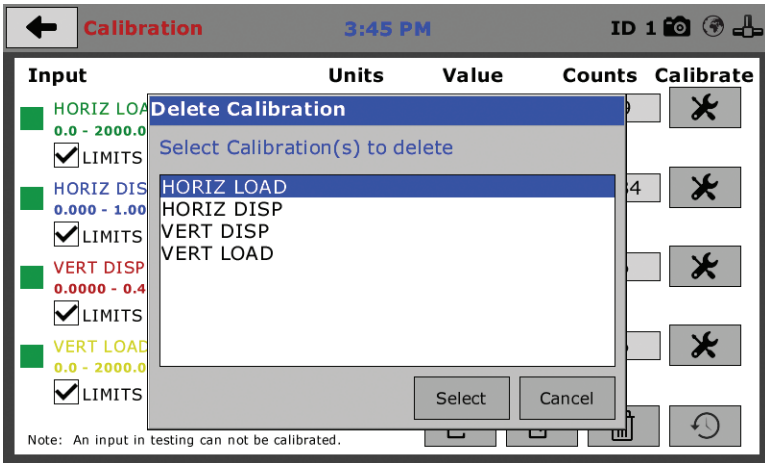 Calibration 3:45 PM ID 1
Input Units Value Counts Calibrate
HORIZ LOA
0.0 - 2000.0
LIMITS
HORIZ DIS
0.000 - 1.00
LIMITS
VERT DISP
0.0000 - 0.4
LIMITS
VERT LOAD
0.0 - 2000.0
LIMITS
Delete Calibration
Select Calibration(s) to delete
HORIZ LOAD
HORIZ DISP
VERT DISP
VERT LOAD
Select Cancel
Note: An input in testing can not be calibrated.